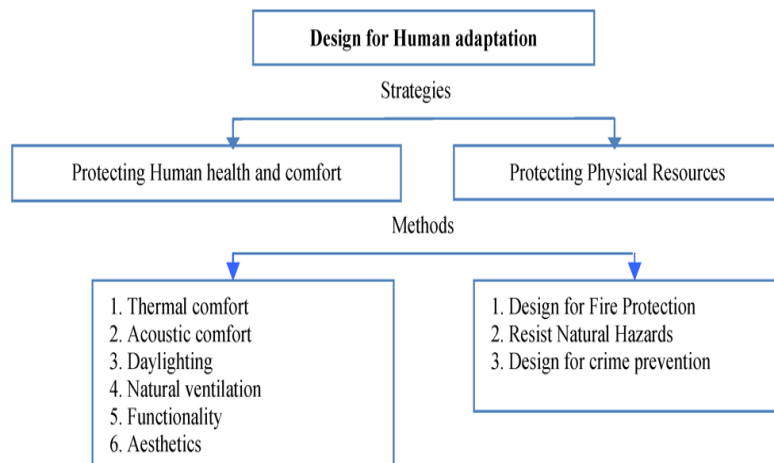 Design for Human adaptation
Strategies
Protecting Human health and comfort
Protecting Physical Resources
Methods
1. Thermal comfort
2. Acoustic comfort
3. Daylighting
4. Natural ventilation
5. Functionality
6. Aesthetics
1. Design for Fire Protection
2. Resist Natural Hazards
3. Design for crime prevention